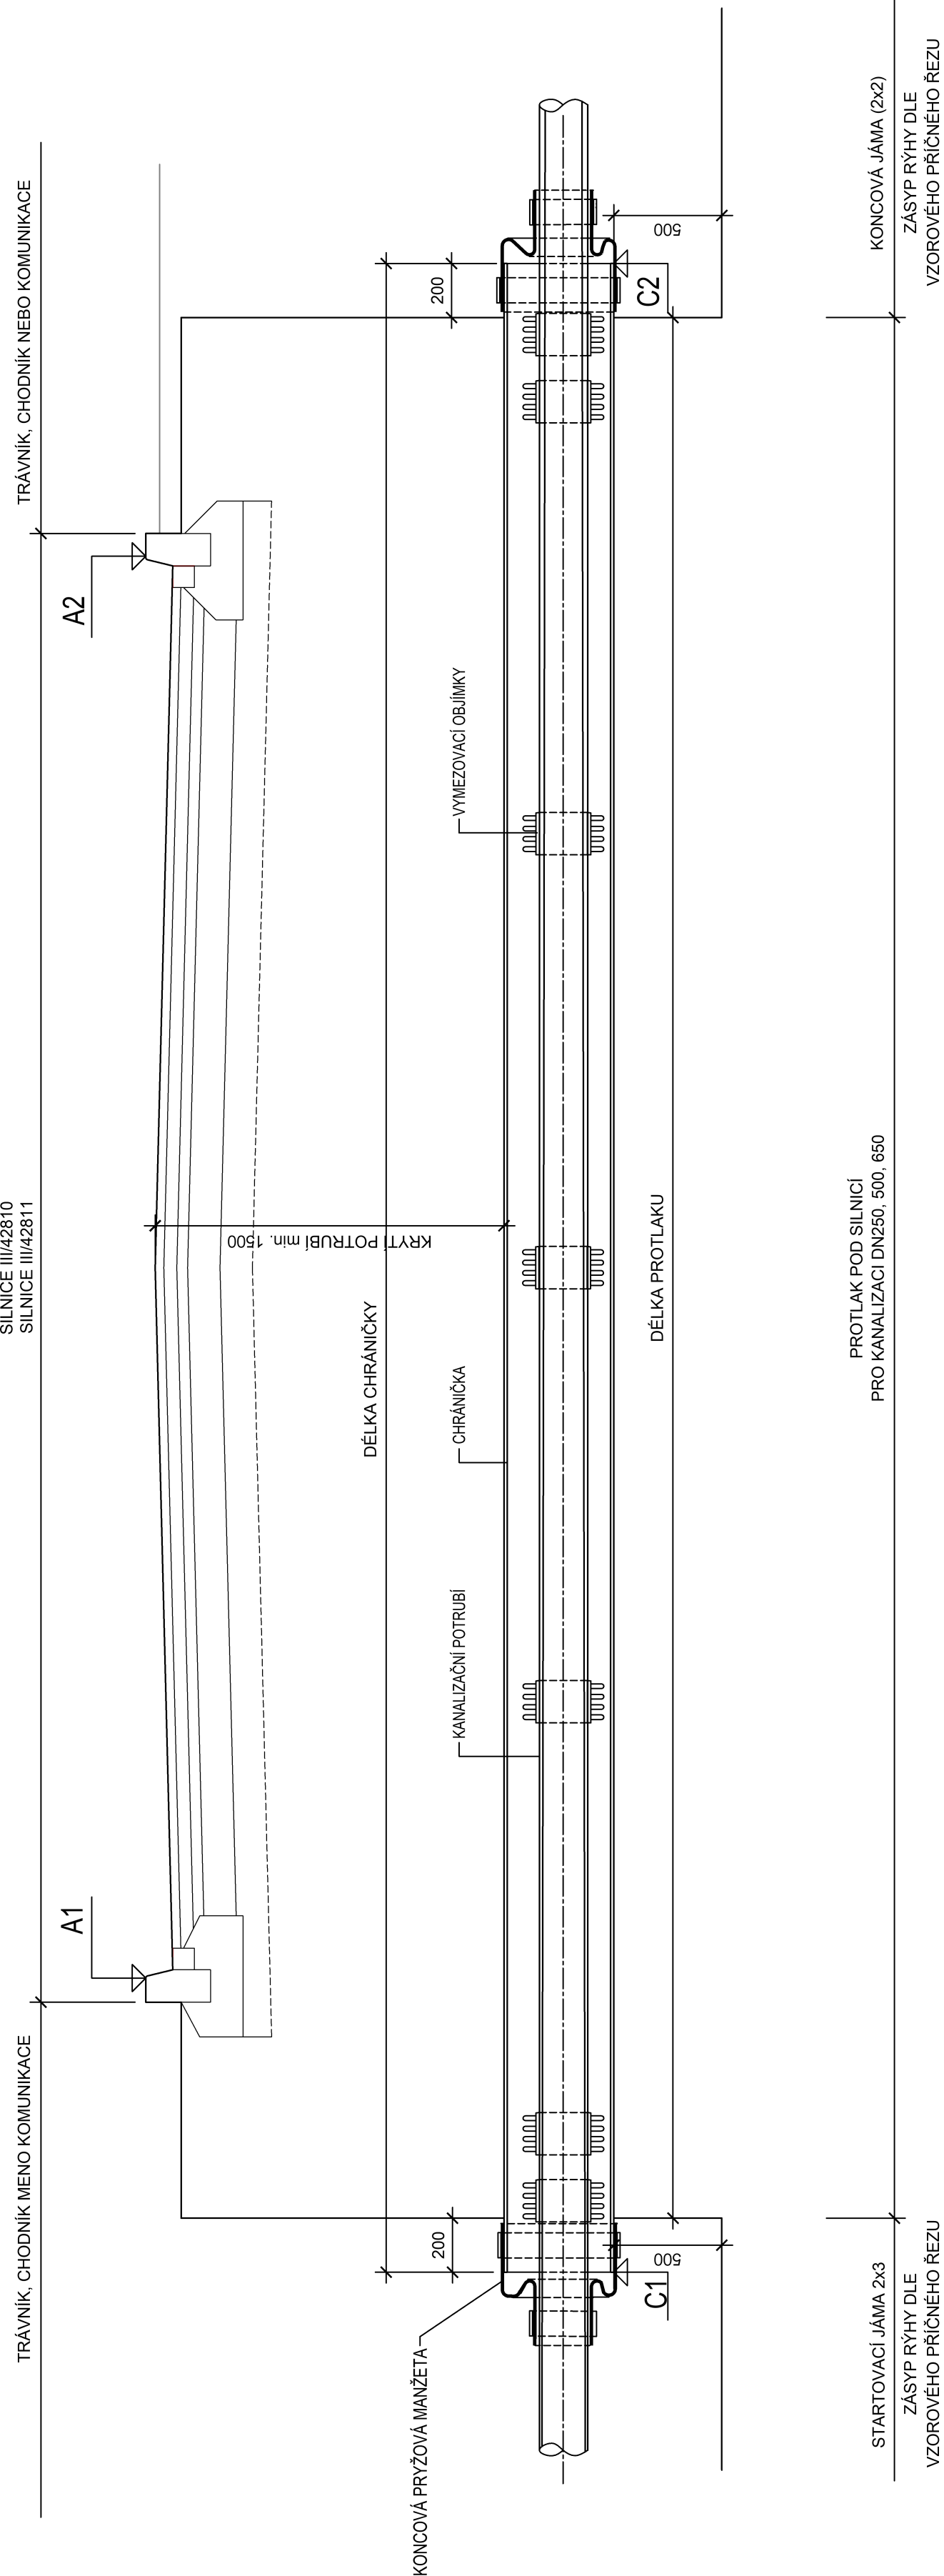 SILNICE III/42810
SILNICE III/42811
TRÁVNÍK, CHODNÍK MENO KOMUNIKACE
TRÁVNÍK, CHODNÍK NEBO KOMUNIKACE
A1
A2
KRYTÍ POTRUBÍ min. 1500
DÉLKA CHRÁNIČKY
200
200
KONCOVÁ PRYŽOVÁ MANŽETA
KANALIZAČNÍ POTRUBÍ
CHRÁNIČKA
VYMEZOVACÍ OBJÍMKY
C1
C2
500
500
DÉLKA PROTLAKU
STARTOVACÍ JÁMA 2x3
ZÁSYP RÝHY DLE
VZOROVÉHO PŘÍČNÉHO ŘEZU
PROTLAK POD SILNICÍ
PRO KANALIZACI DN250, 500, 650
KONCOVÁ JÁMA (2x2)
ZÁSYP RÝHY DLE
VZOROVÉHO PŘÍČNÉHO ŘEZU